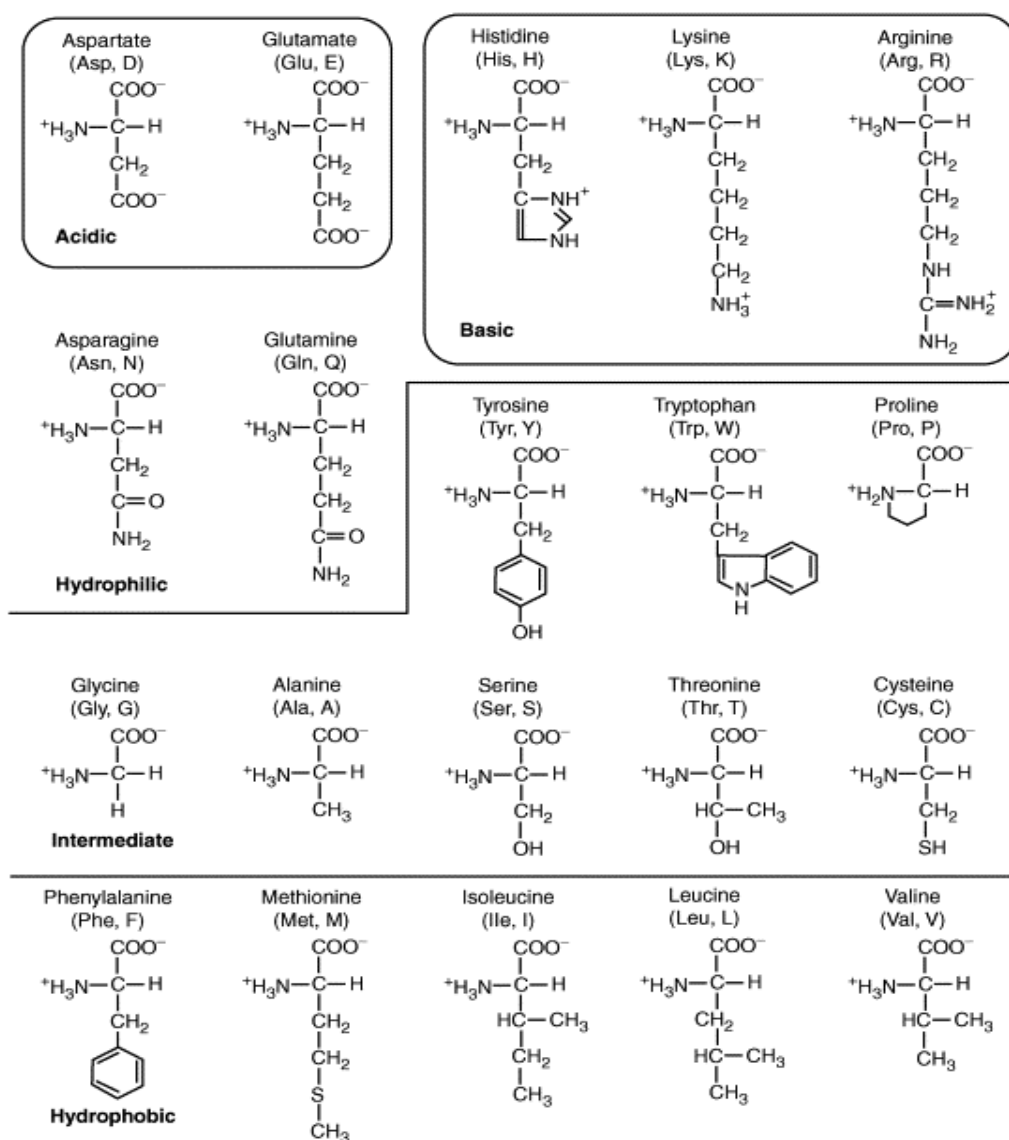 Aspartate
(Asp, D)
COO⁻
⁺H₃N–C–H
CH₂
COO⁻
Glutamate
(Glu, E)
COO⁻
⁺H₃N–C–H
CH₂
CH₂
COO⁻
Acidic
Histidine
(His, H)
COO⁻
⁺H₃N–C–H
CH₂
C NH⁺
NH
Lysine
(Lys, K)
COO⁻
⁺H₃N–C–H
CH₂
CH₂
CH₂
CH₂
NH₃⁺
Arginine
(Arg, R)
COO⁻
⁺H₃N–C–H
CH₂
CH₂
CH₂
NH
C=NH₂⁺
NH₂
Basic
Asparagine
(Asn, N)
COO⁻
⁺H₃N–C–H
CH₂
C=O
NH₂
Glutamine
(Gln, Q)
COO⁻
⁺H₃N–C–H
CH₂
CH₂
C=O
NH₂
Hydrophilic
Tyrosine
(Tyr, Y)
COO⁻
⁺H₃N–C–H
CH₂
OH
Tryptophan
(Trp, W)
COO⁻
⁺H₃N–C–H
CH₂
N
H
Proline
(Pro, P)
COO⁻
⁺H₂N–C–H
Glycine
(Gly, G)
COO⁻
⁺H₃N–C–H
H
Alanine
(Ala, A)
COO⁻
⁺H₃N–C–H
CH₃
Serine
(Ser, S)
COO⁻
⁺H₃N–C–H
CH₂
OH
Threonine
(Thr, T)
COO⁻
⁺H₃N–C–H
HC–CH₃
OH
Cysteine
(Cys, C)
COO⁻
⁺H₃N–C–H
CH₂
SH
Intermediate
Phenylalanine
(Phe, F)
COO⁻
⁺H₃N–C–H
CH₂
Methionine
(Met, M)
COO⁻
⁺H₃N–C–H
CH₂
CH₂
S
CH₃
Isoleucine
(Ile, I)
COO⁻
⁺H₃N–C–H
HC–CH₃
CH₂
CH₃
Leucine
(Leu, L)
COO⁻
⁺H₃N–C–H
CH₂
HC–CH₃
CH₃
Valine
(Val, V)
COO⁻
⁺H₃N–C–H
HC–CH₃
CH₃
Hydrophobic